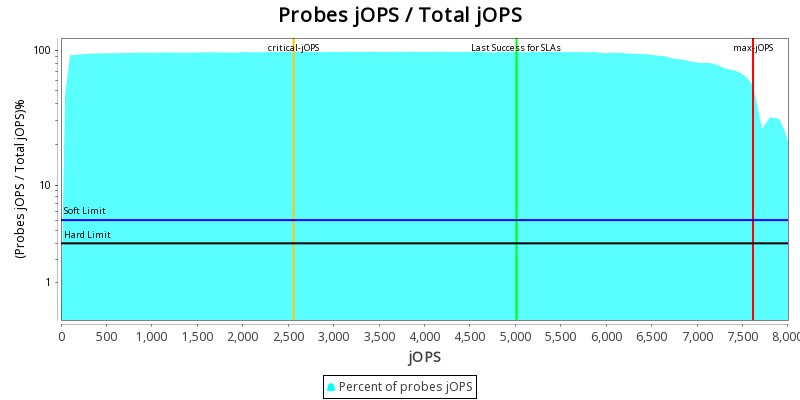 Probes jOPS / Total jOPS
(Probes jOPS / Total jOPS)%
100
10
1
critical-jOPS
Last Success for SLAs
max-jOPS
Soft Limit
Hard Limit
0 500 1,000 1,500 2,000 2,500 3,000 3,500 4,000 4,500 5,000 5,500 6,000 6,500 7,000 7,500 8,000
jOPS
Percent of probes jOPS